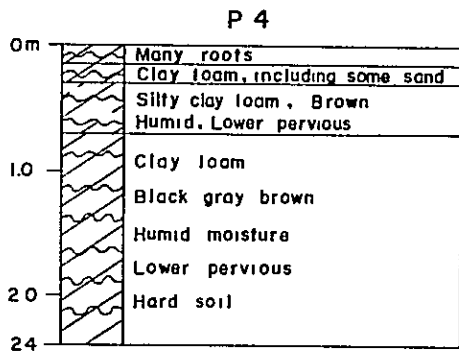 P 4
0m
Many roots
Clay loam, including some sand
Silty clay loam, Brown
Humid, Lower pervious
1.0
Clay loam
Black gray brown
Humid moisture
Lower pervious
2 0
Hard soil
2 4